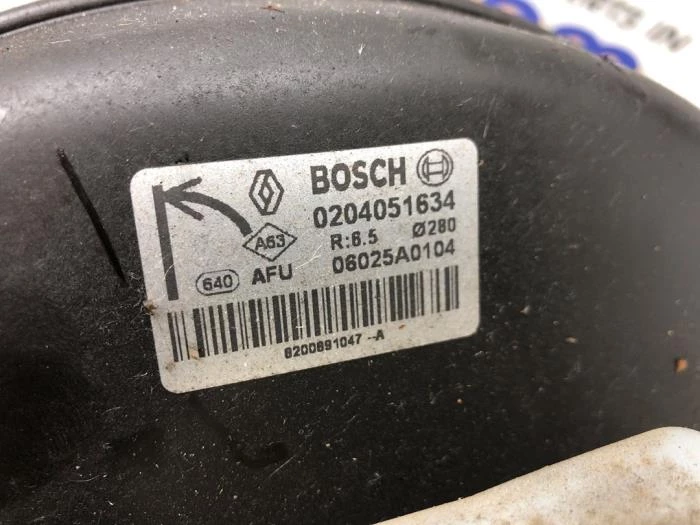 BOSCH
0204051634
A63
R:6.5 Ø280
640 AFU 06025A0104
8200891047--A